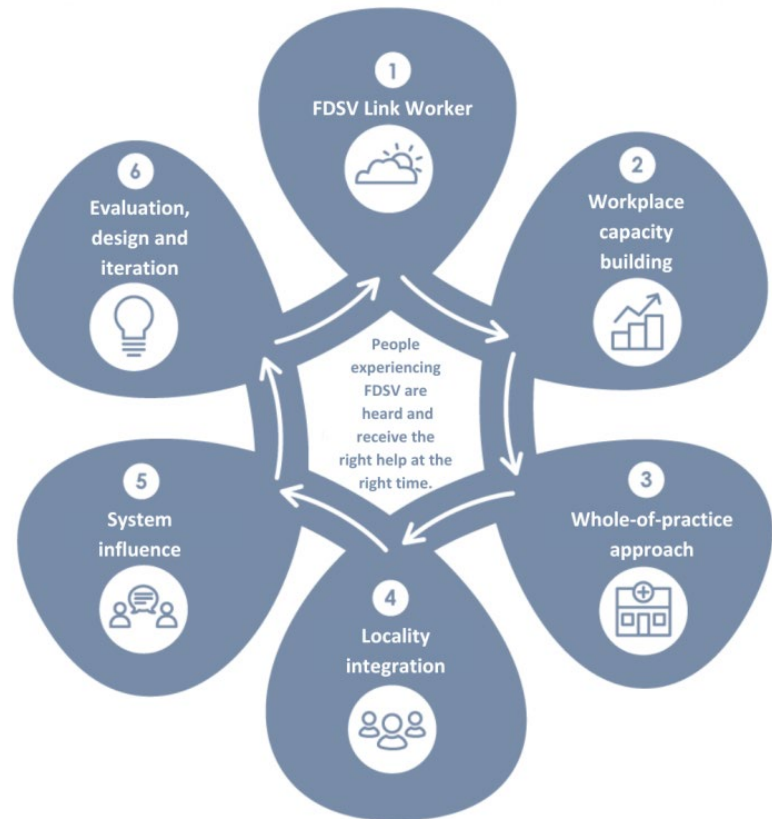 1
FDSV Link Worker
2
Workplace
capacity
building
3
Whole-of-practice
approach
4
Locality
integration
5
System
influence
6
Evaluation,
design and
iteration
People
experiencing
FDSV are
heard and
receive the
right help at the
right time.